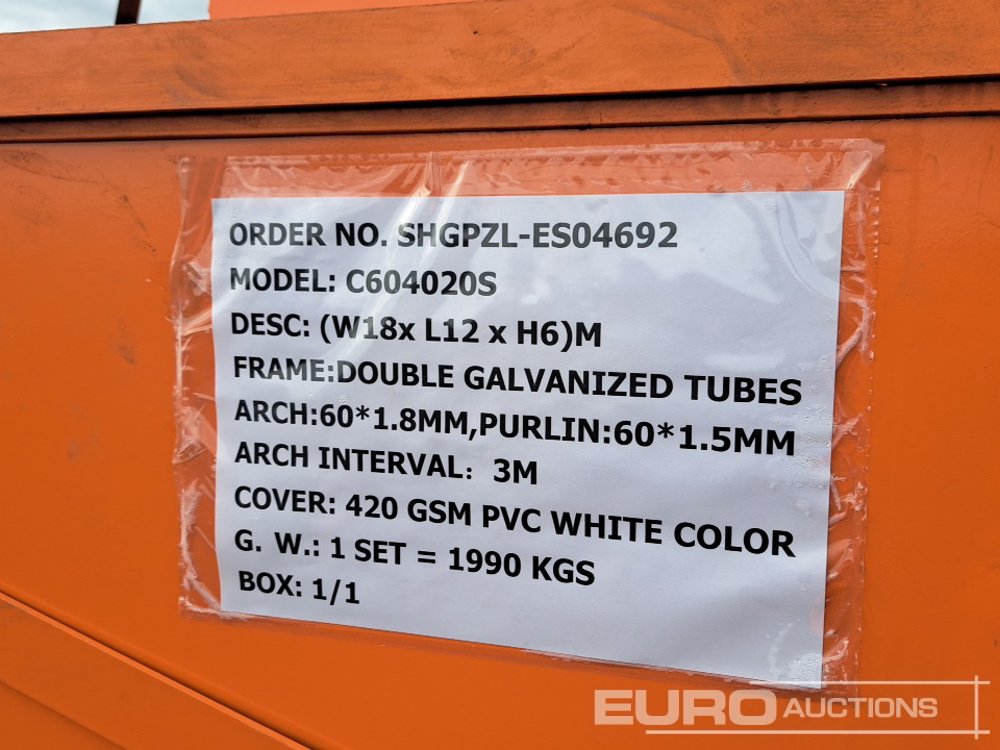 ORDER NO. SHGPZL-ES04692
MODEL: C604020S
DESC: (W18x L12 x H6)M
FRAME:DOUBLE GALVANIZED TUBES
ARCH:60*1.8MM,PURLIN:60*1.5MM
ARCH INTERVAL: 3M
COVER: 420 GSM PVC WHITE COLOR
G. W.: 1 SET = 1990 KGS
BOX: 1/1
EURO AUCTIONS